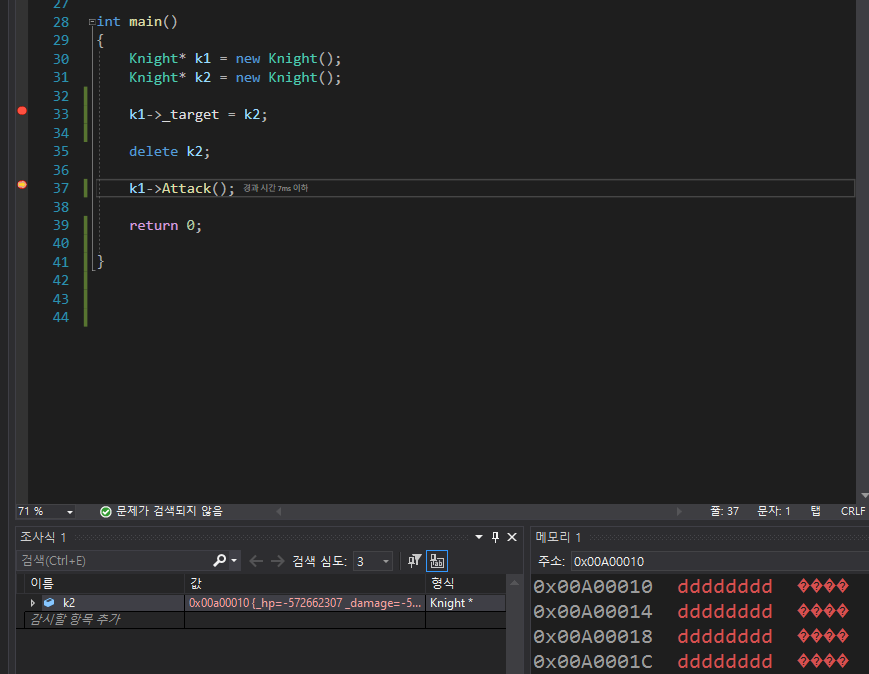 27
28 int main()
29 {
30 Knight* k1 = new Knight();
31 Knight* k2 = new Knight();
32
33 k1->_target = k2;
34
35 delete k2;
36
37 k1->Attack(); 경과 시간 7ms 이하
38
39 return 0;
40
41 }
42
43
44
71 % 문제가 검색되지 않음 줄: 37 문자: 1 탭 CRLF
조사식 1
검색(Ctrl+E) 검색 심도: 3
이름 값 형식
k2 0x00a00010 {_hp=-572662307 _damage=-5... Knight *
감시할 항목 추가
메모리 1
주소: 0x00A00010
0x00A00010 dddddddd ����
0x00A00014 dddddddd ����
0x00A00018 dddddddd ����
0x00A0001C dddddddd ����